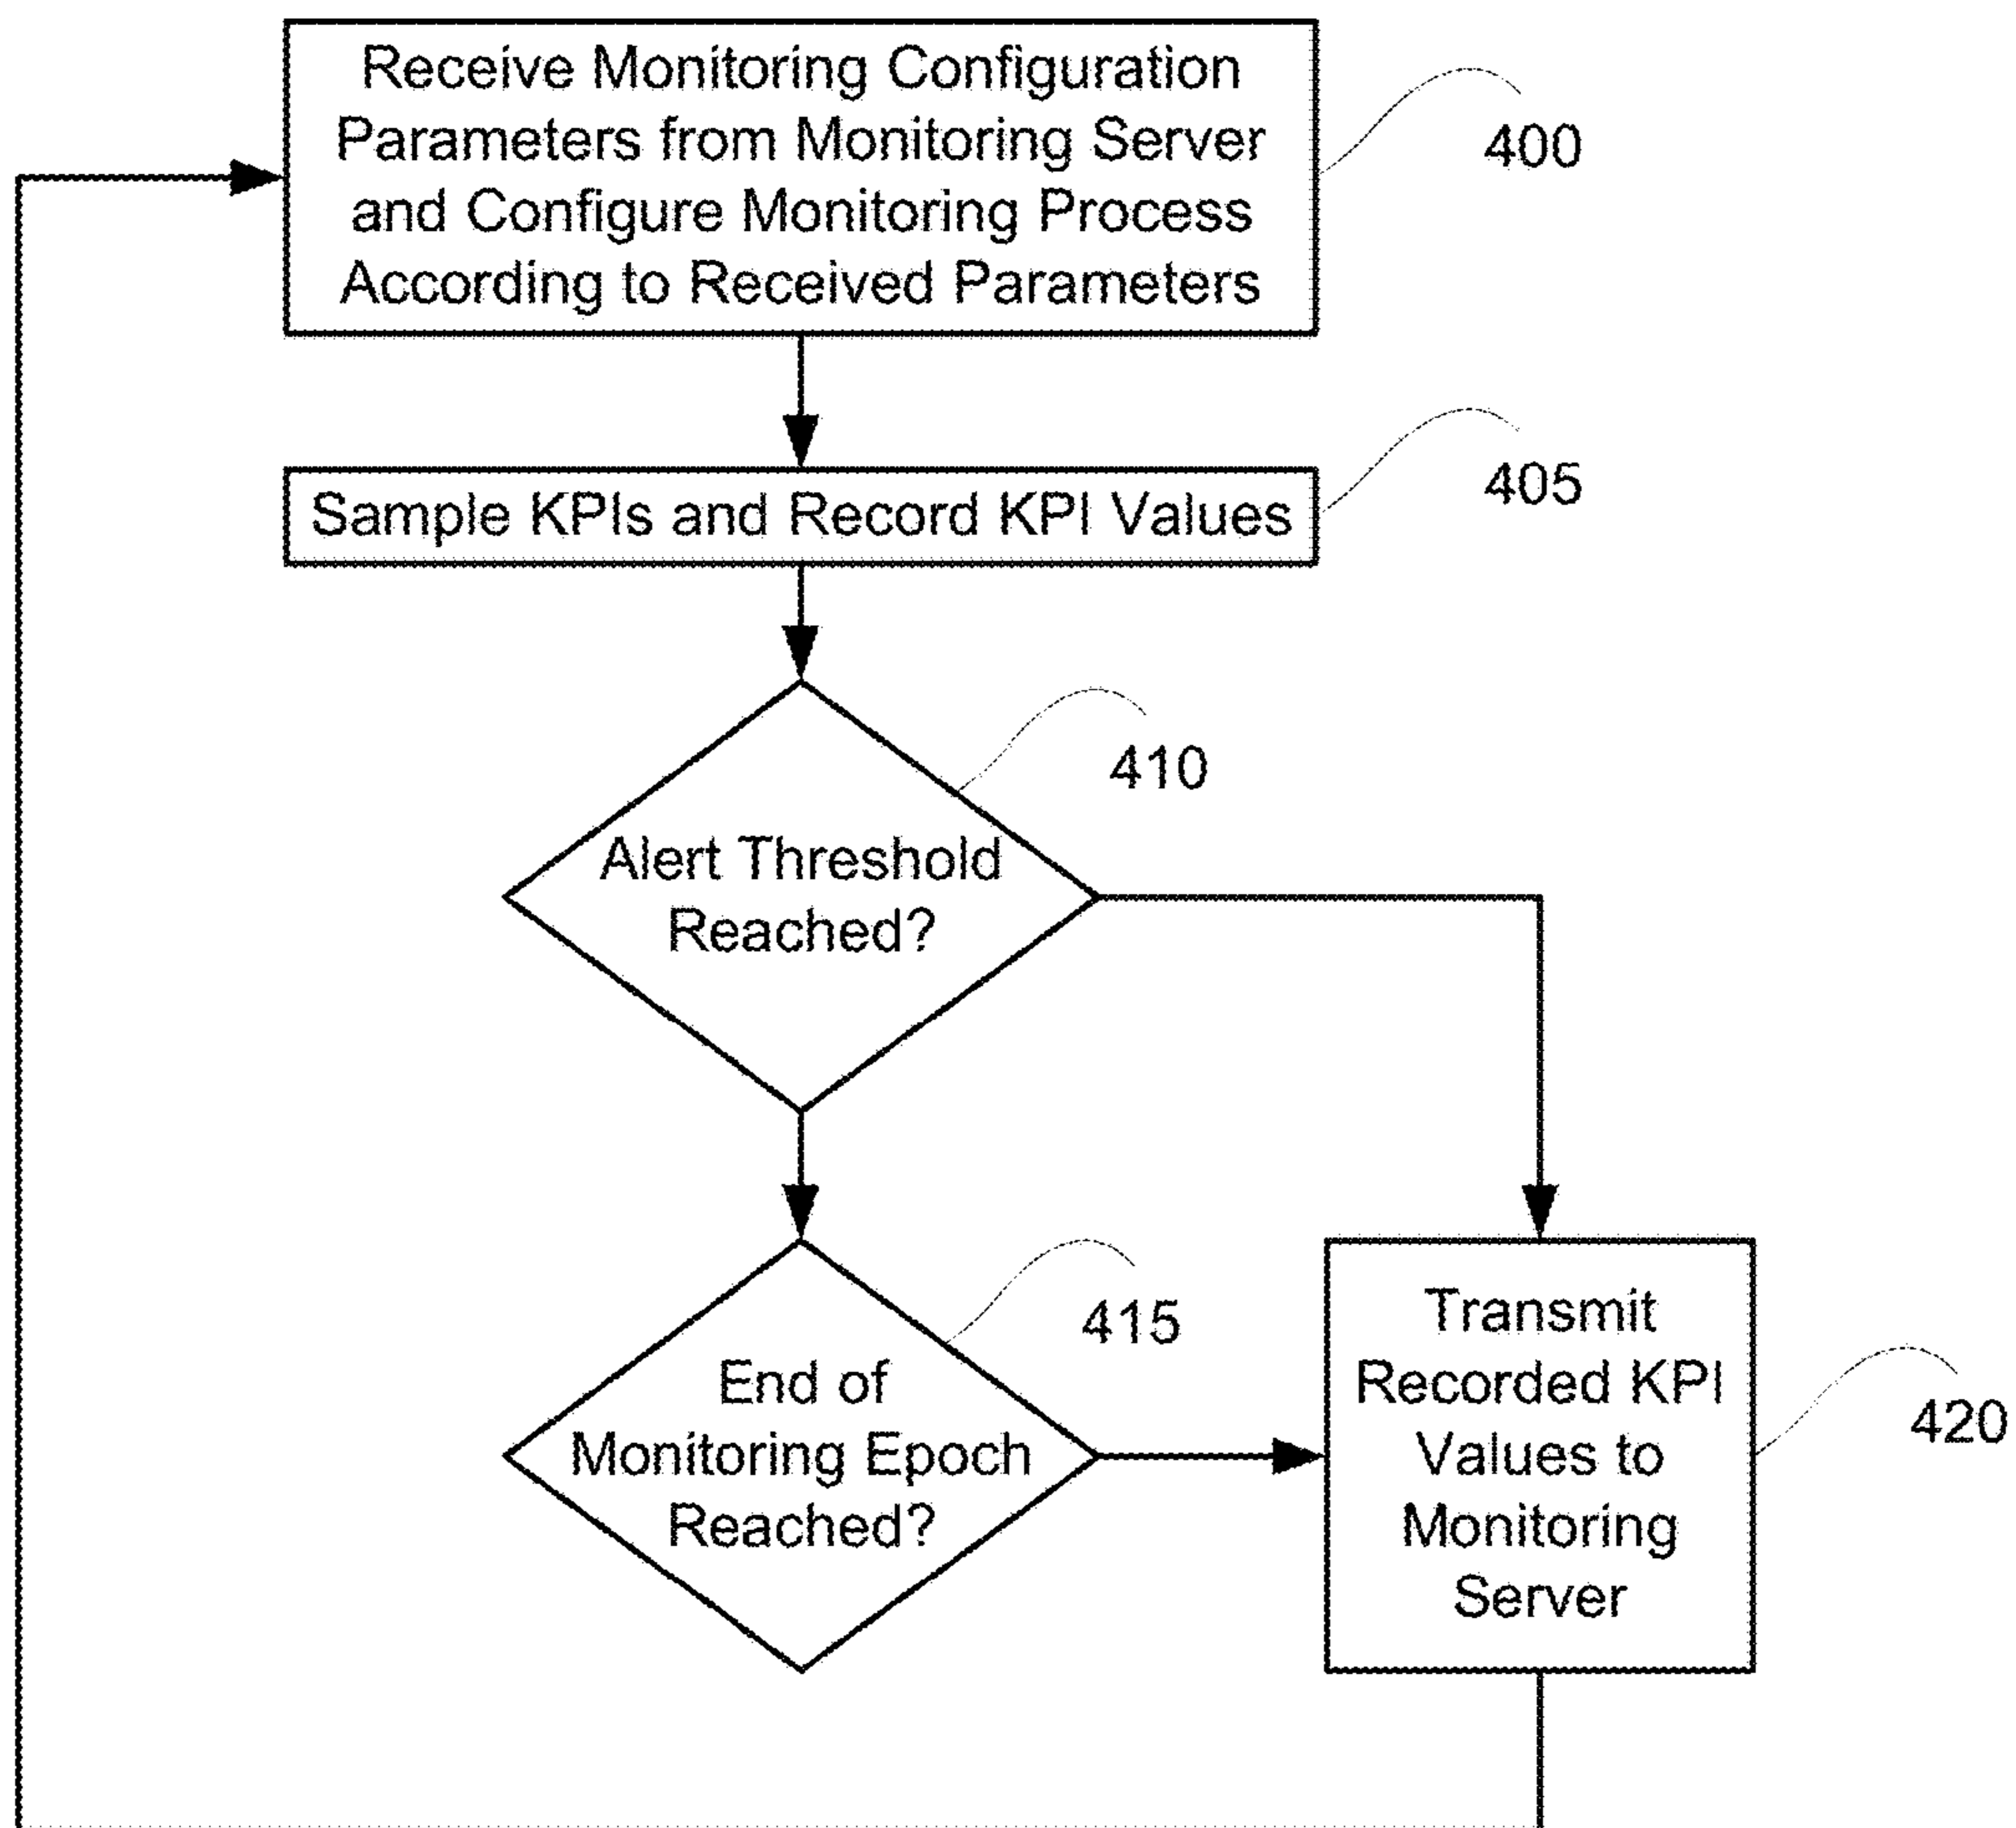 Receive Monitoring Configuration
Parameters from Monitoring Server
and Configure Monitoring Process
According to Received Parameters
400
Sample KPIs and Record KPI Values
405
410
Alert Threshold
Reached?
415
End of
Monitoring Epoch
Reached?
Transmit
Recorded KPI
Values to
Monitoring
Server
420